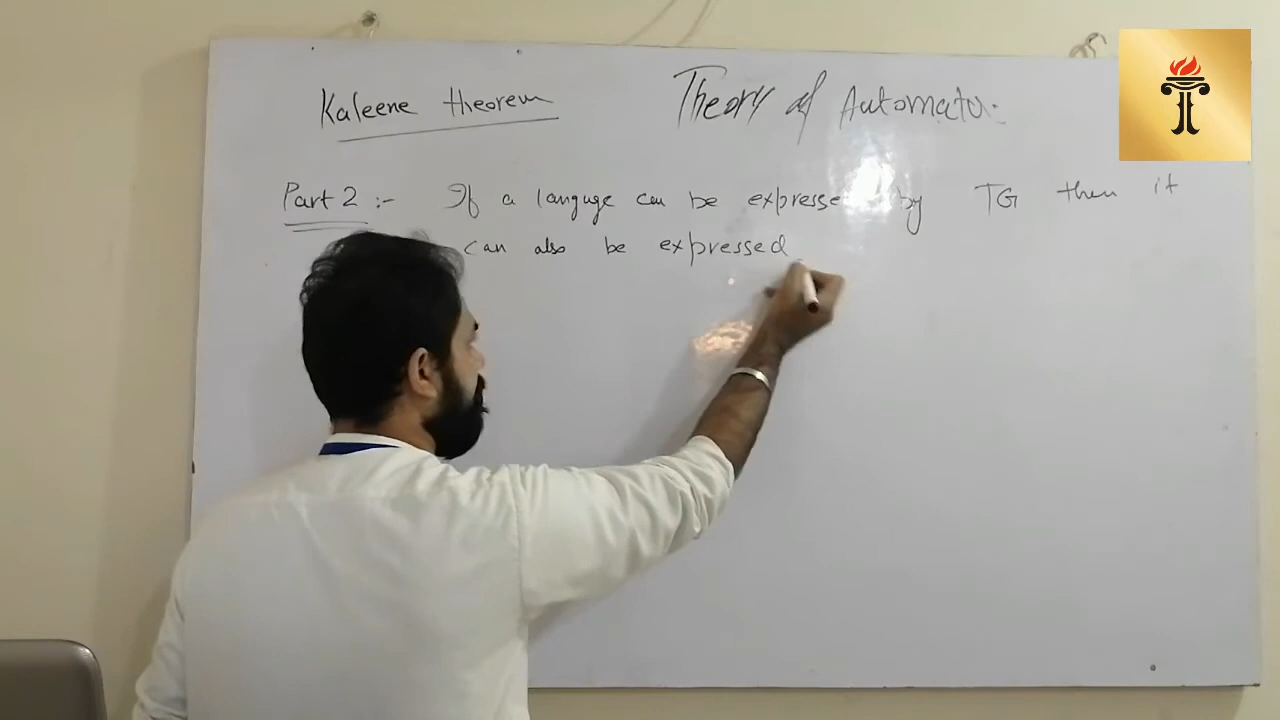 Kaleene theorem
Theory of Automata:
Part 2 :- If a languge can be expresse by TG then it
can also be expressed